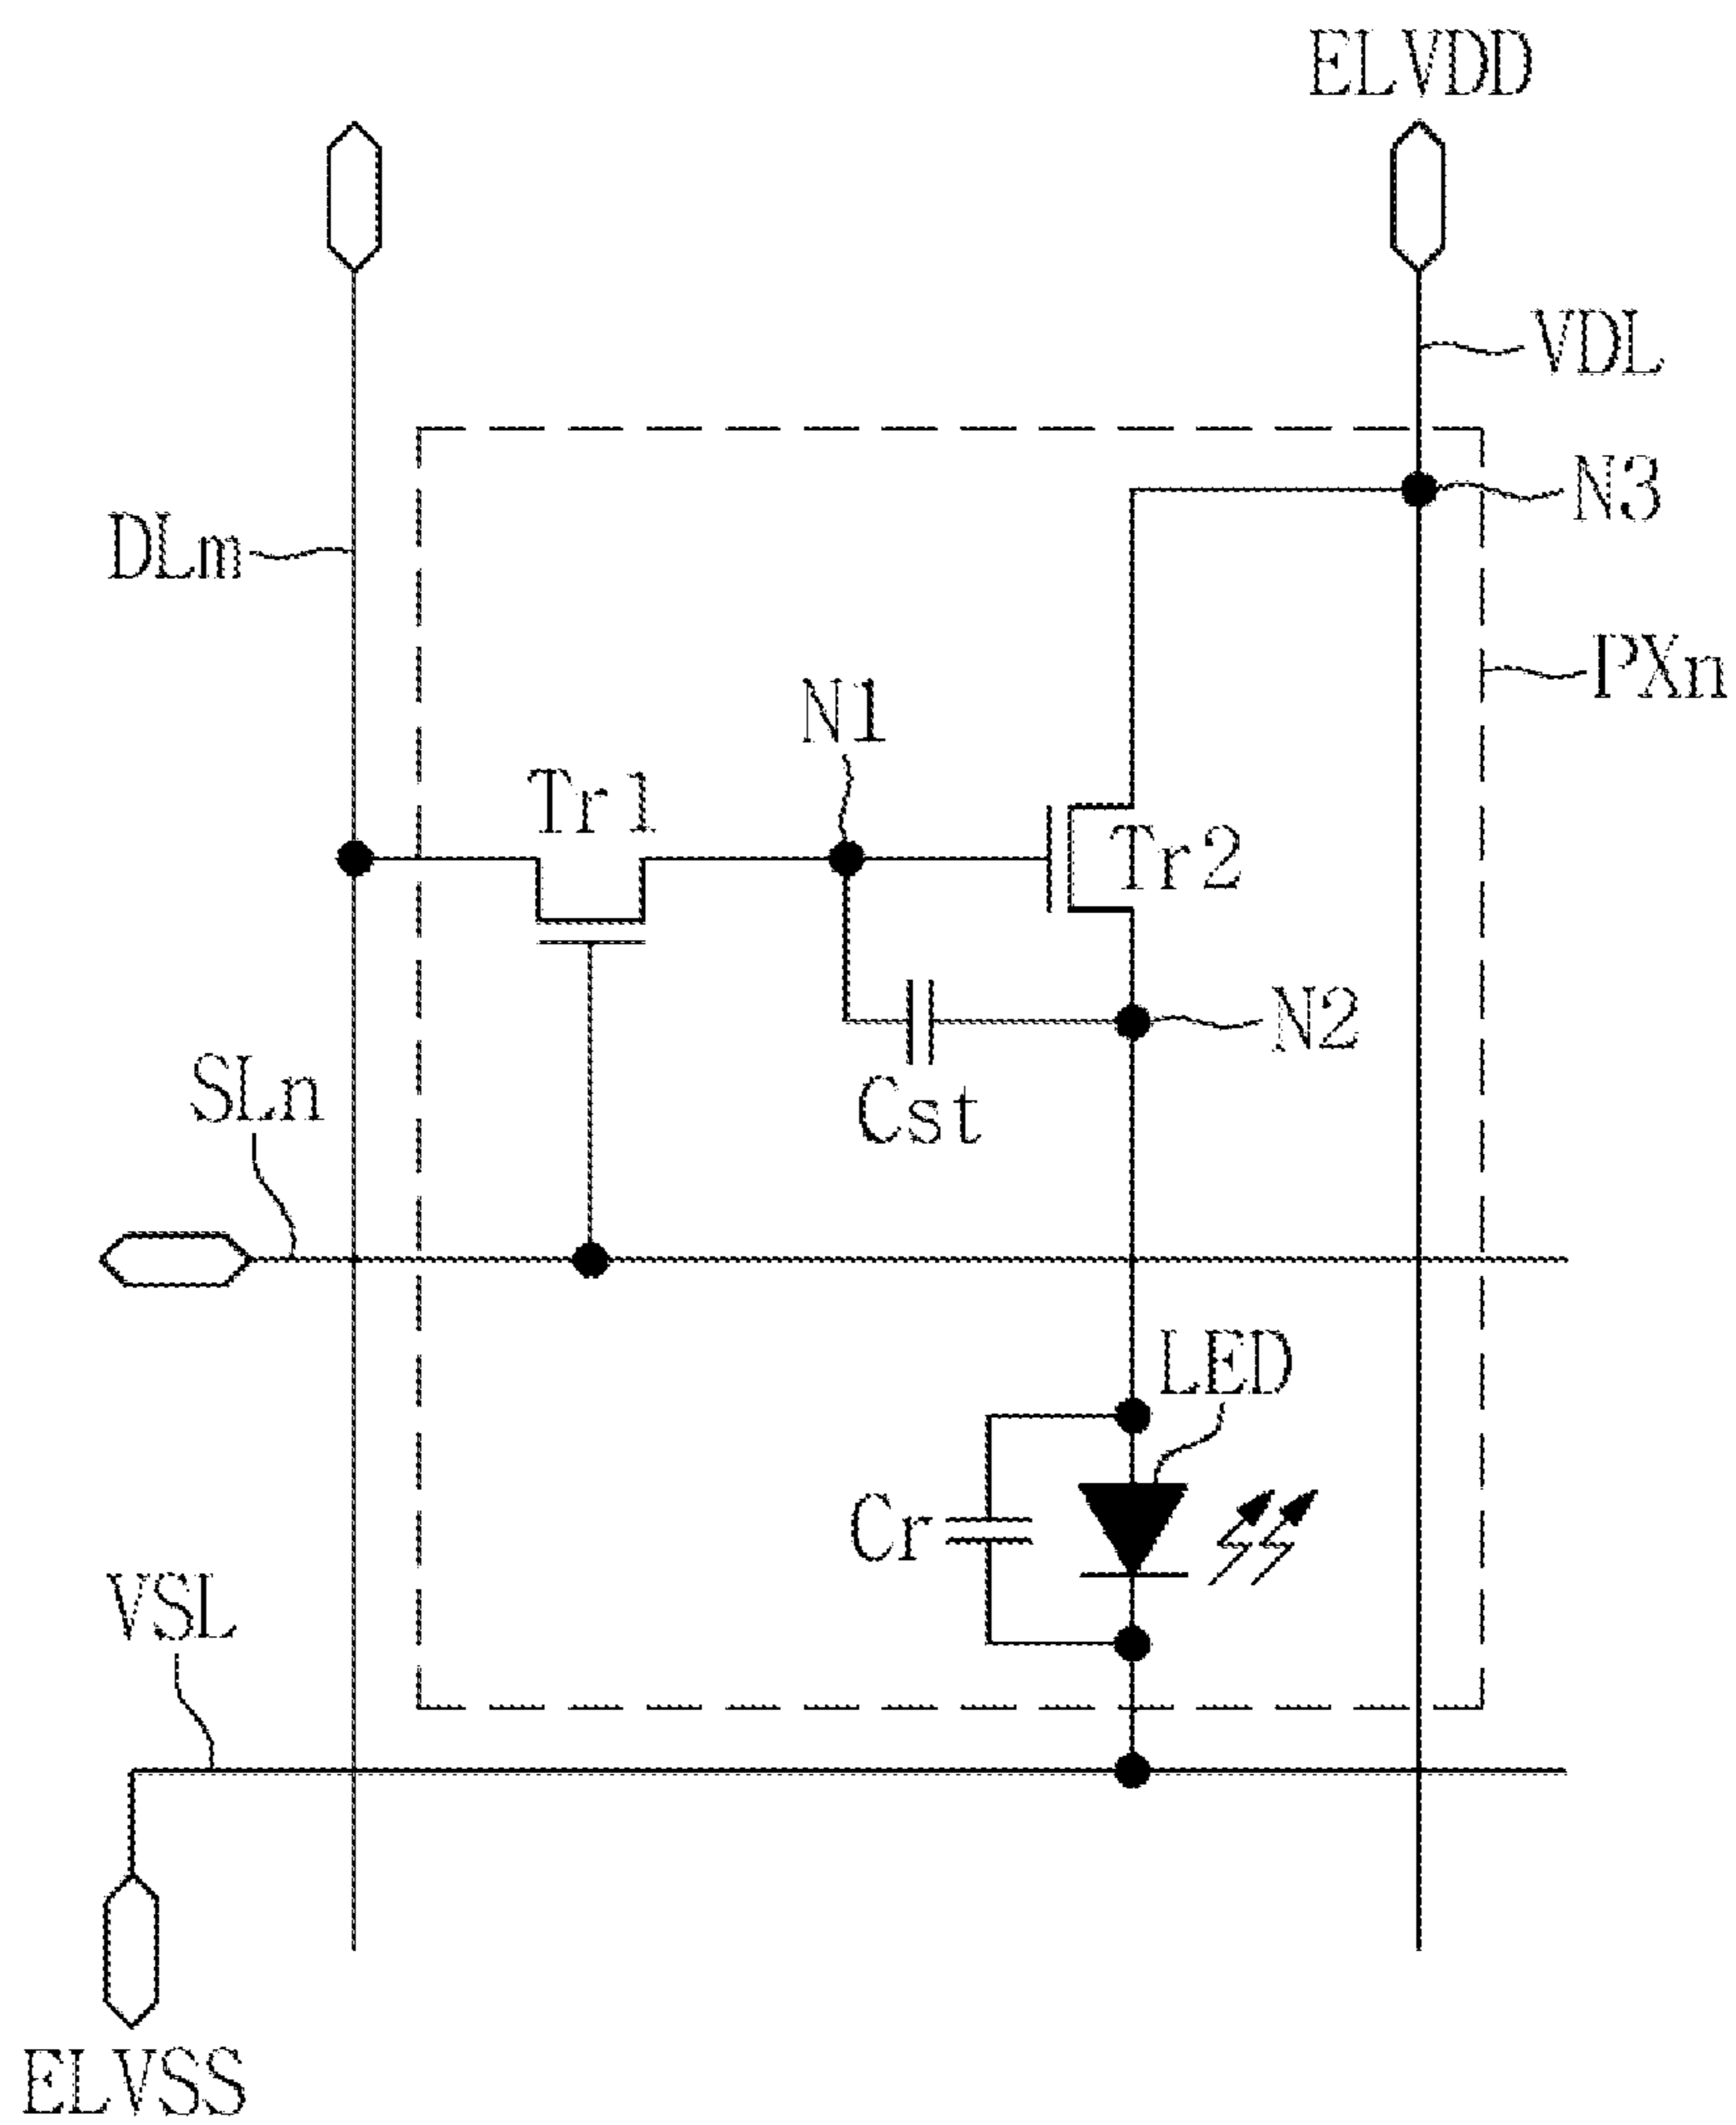 ELVDD
VDL
N3
DLm
PXn
N1
Tr1
Tr2
N2
SLn
Cst
LED
Cr
VSL
ELVSS